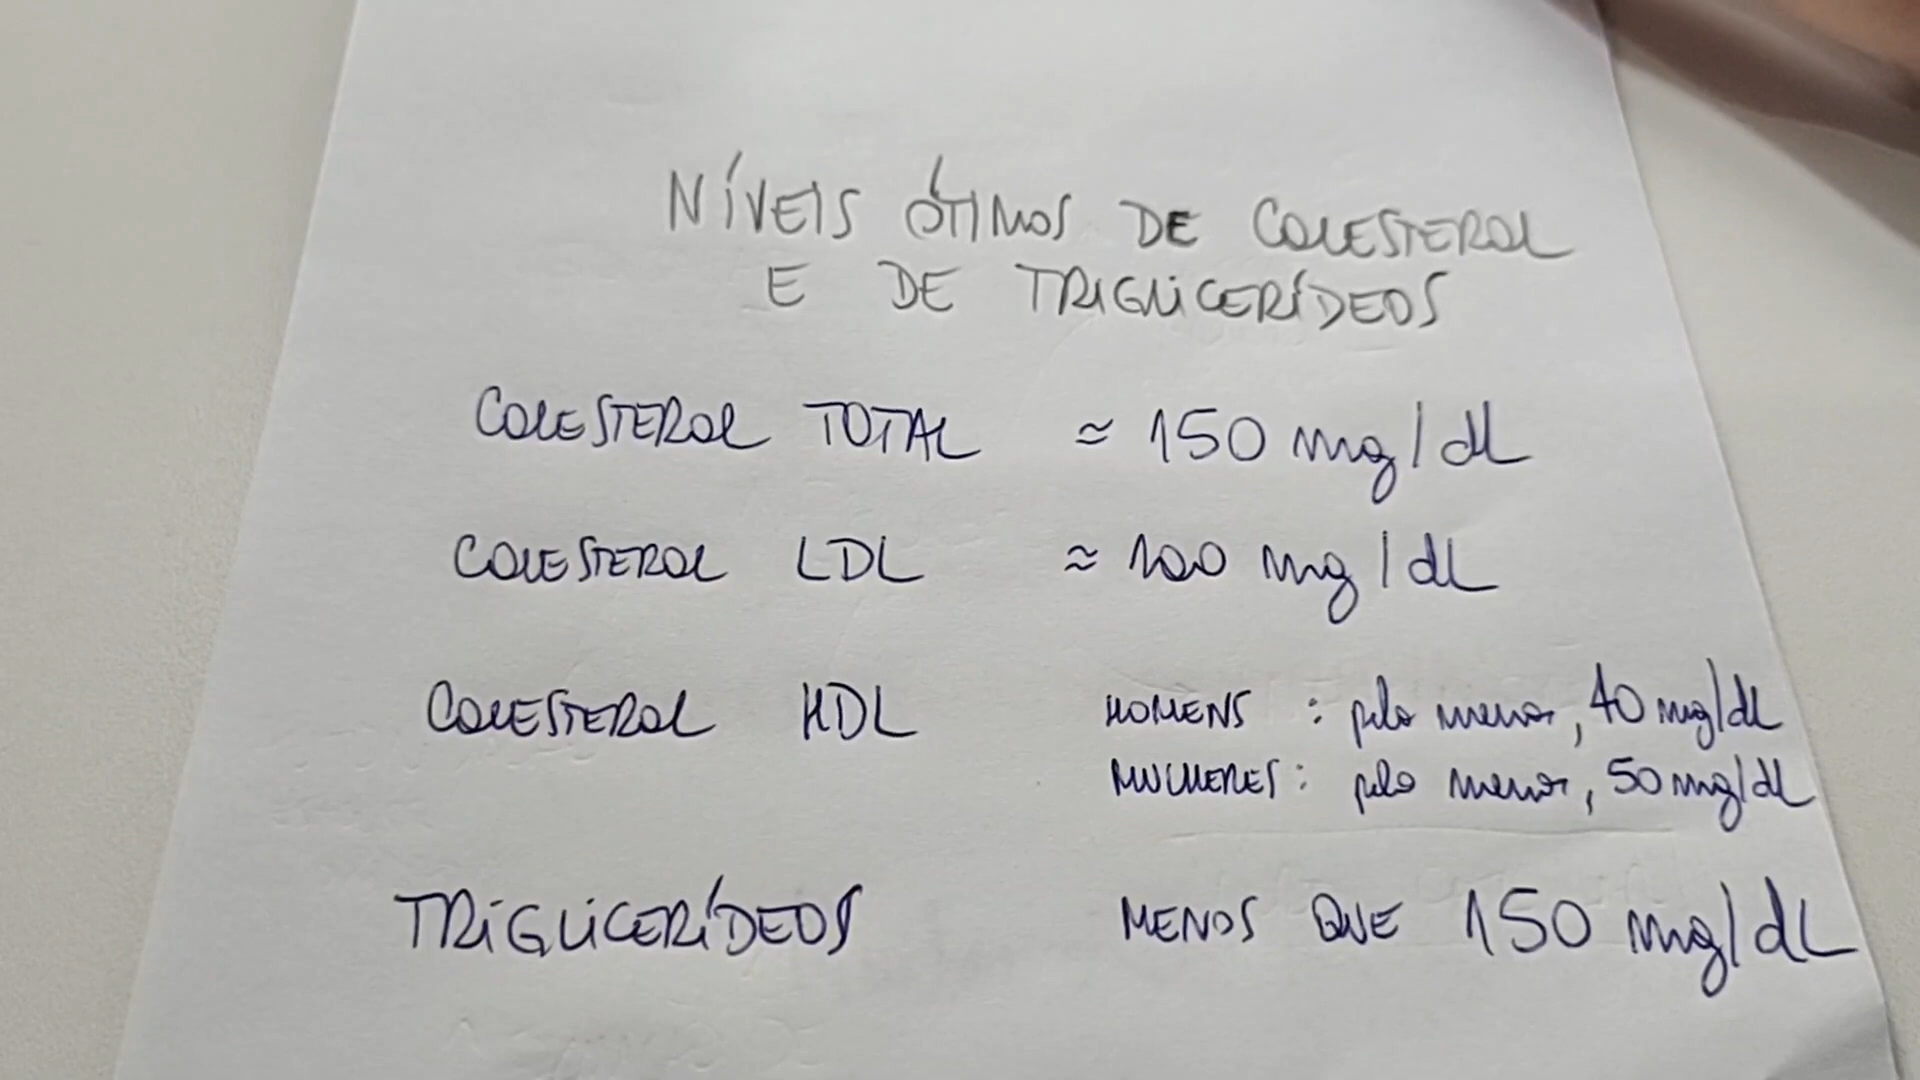 NÍVEIS ÓTIMOS DE COLESTEROL
E DE TRIGLICERÍDEOS
COLESTEROL TOTAL ≈ 150 mg/dL
COLESTEROL LDL ≈ 100 mg/dL
COLESTEROL HDL HOMENS : pelo menos, 40 mg/dL
MULHERES : pelo menos, 50 mg/dL
TRIGLICERÍDEOS MENOS QUE 150 mg/dL